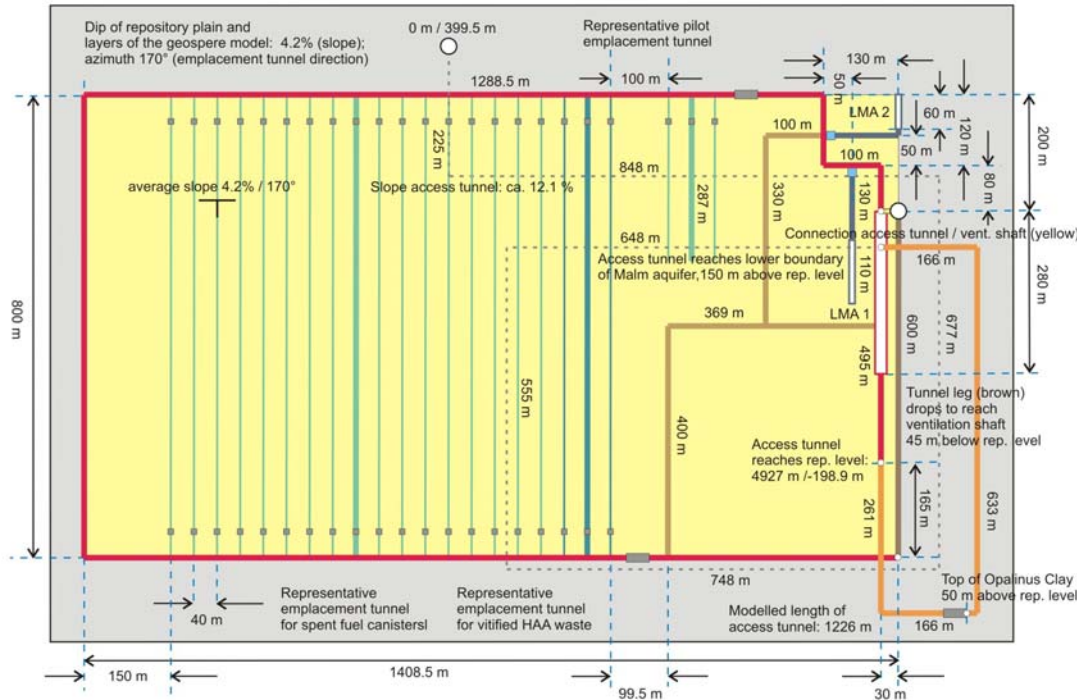 Dip of repository plain and
layers of the geospere model: 4.2% (slope);
azimuth 170° (emplacement tunnel direction)
0 m / 399.5 m
Representative pilot
emplacement tunnel
130 m
1288.5 m
100 m
50 m
LMA 2
60 m
120 m
200 m
100 m
50 m
225 m
848 m
100 m
80 m
average slope 4.2% / 170°
Slope access tunnel: ca. 12.1 %
287 m
330 m
130 m
Connection access tunnel / vent. shaft (yellow)
648 m
166 m
Access tunnel reaches lower boundary
of Malm aquifer,150 m above rep. level
110 m
280 m
800 m
LMA 1
369 m
600 m
677 m
495 m
555 m
400 m
Tunnel leg (brown)
drops to reach
ventilation shaft
45 m below rep. level
Access tunnel
reaches rep. level:
4927 m /-198.9 m
261 m
165 m
633 m
748 m
40 m
Representative
emplacement tunnel
for spent fuel canistersl
Representative
emplacement tunnel
for vitified HAA waste
Modelled length of
access tunnel: 1226 m
Top of Opalinus Clay
50 m above rep. level
166 m
1408.5 m
150 m
99.5 m
30 m